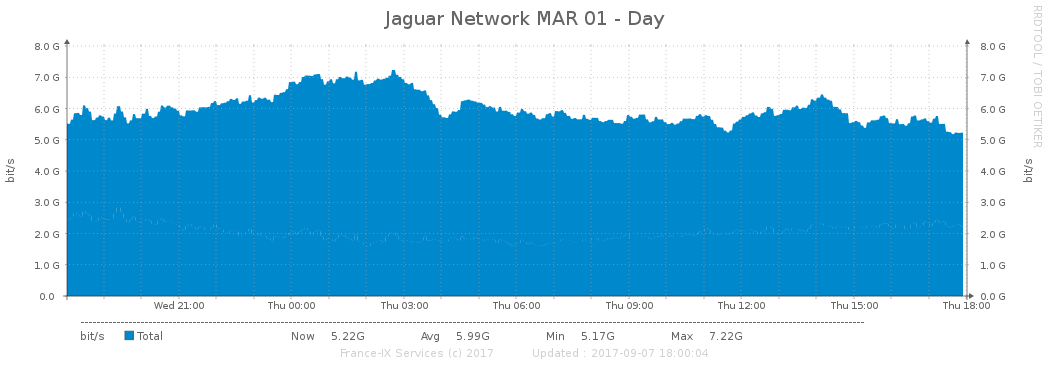 Jaguar Network MAR 01 - Day
RRDTOOL / TOBI OETIKER
8.0 G 8.0 G
7.0 G 7.0 G
6.0 G 6.0 G
5.0 G 5.0 G
4.0 G 4.0 G
3.0 G 3.0 G
2.0 G 2.0 G
1.0 G 1.0 G
0.0 0.0 G
bit/s bit/s
Wed 21:00 Thu 00:00 Thu 03:00 Thu 06:00 Thu 09:00 Thu 12:00 Thu 15:00 Thu 18:00
bit/s Total Now 5.22G Avg 5.99G Min 5.17G Max 7.22G
France-IX Services (c) 2017 Updated : 2017-09-07 18:00:04